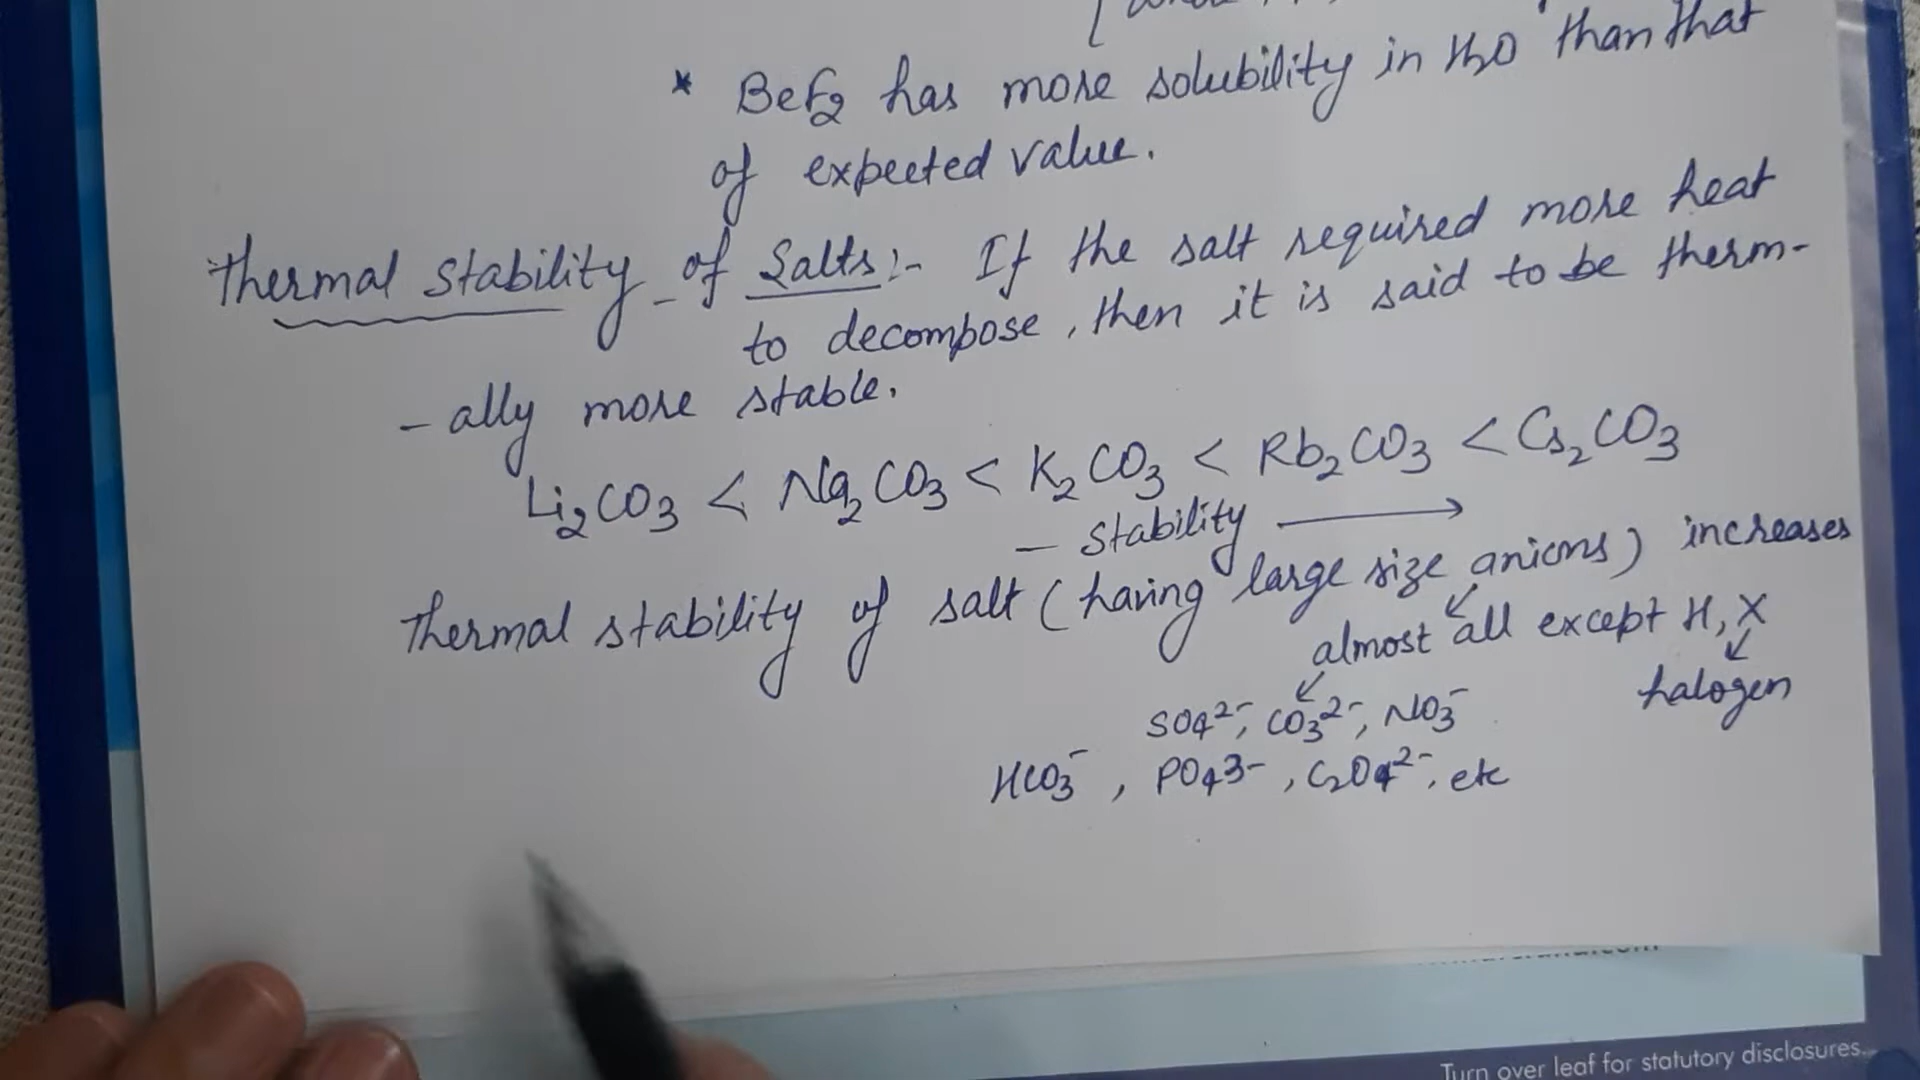 * BeF2 has more solubility in H2O than that
of expected value.
Thermal stability of Salts:- If the salt required more heat
to decompose, then it is said to be therm-
- ally more stable.
Li2CO3 < Na2CO3 < K2CO3 < Rb2CO3 < Cs2CO3
- Stability →
Thermal stability of salt (having large size anions) increases
almost all except H, X
halogen
SO4^2-, CO3^2-, NO3^-
HCO3^-, PO4^3-, C2O4^2-, etc
Turn over leaf for statutory disclosures...